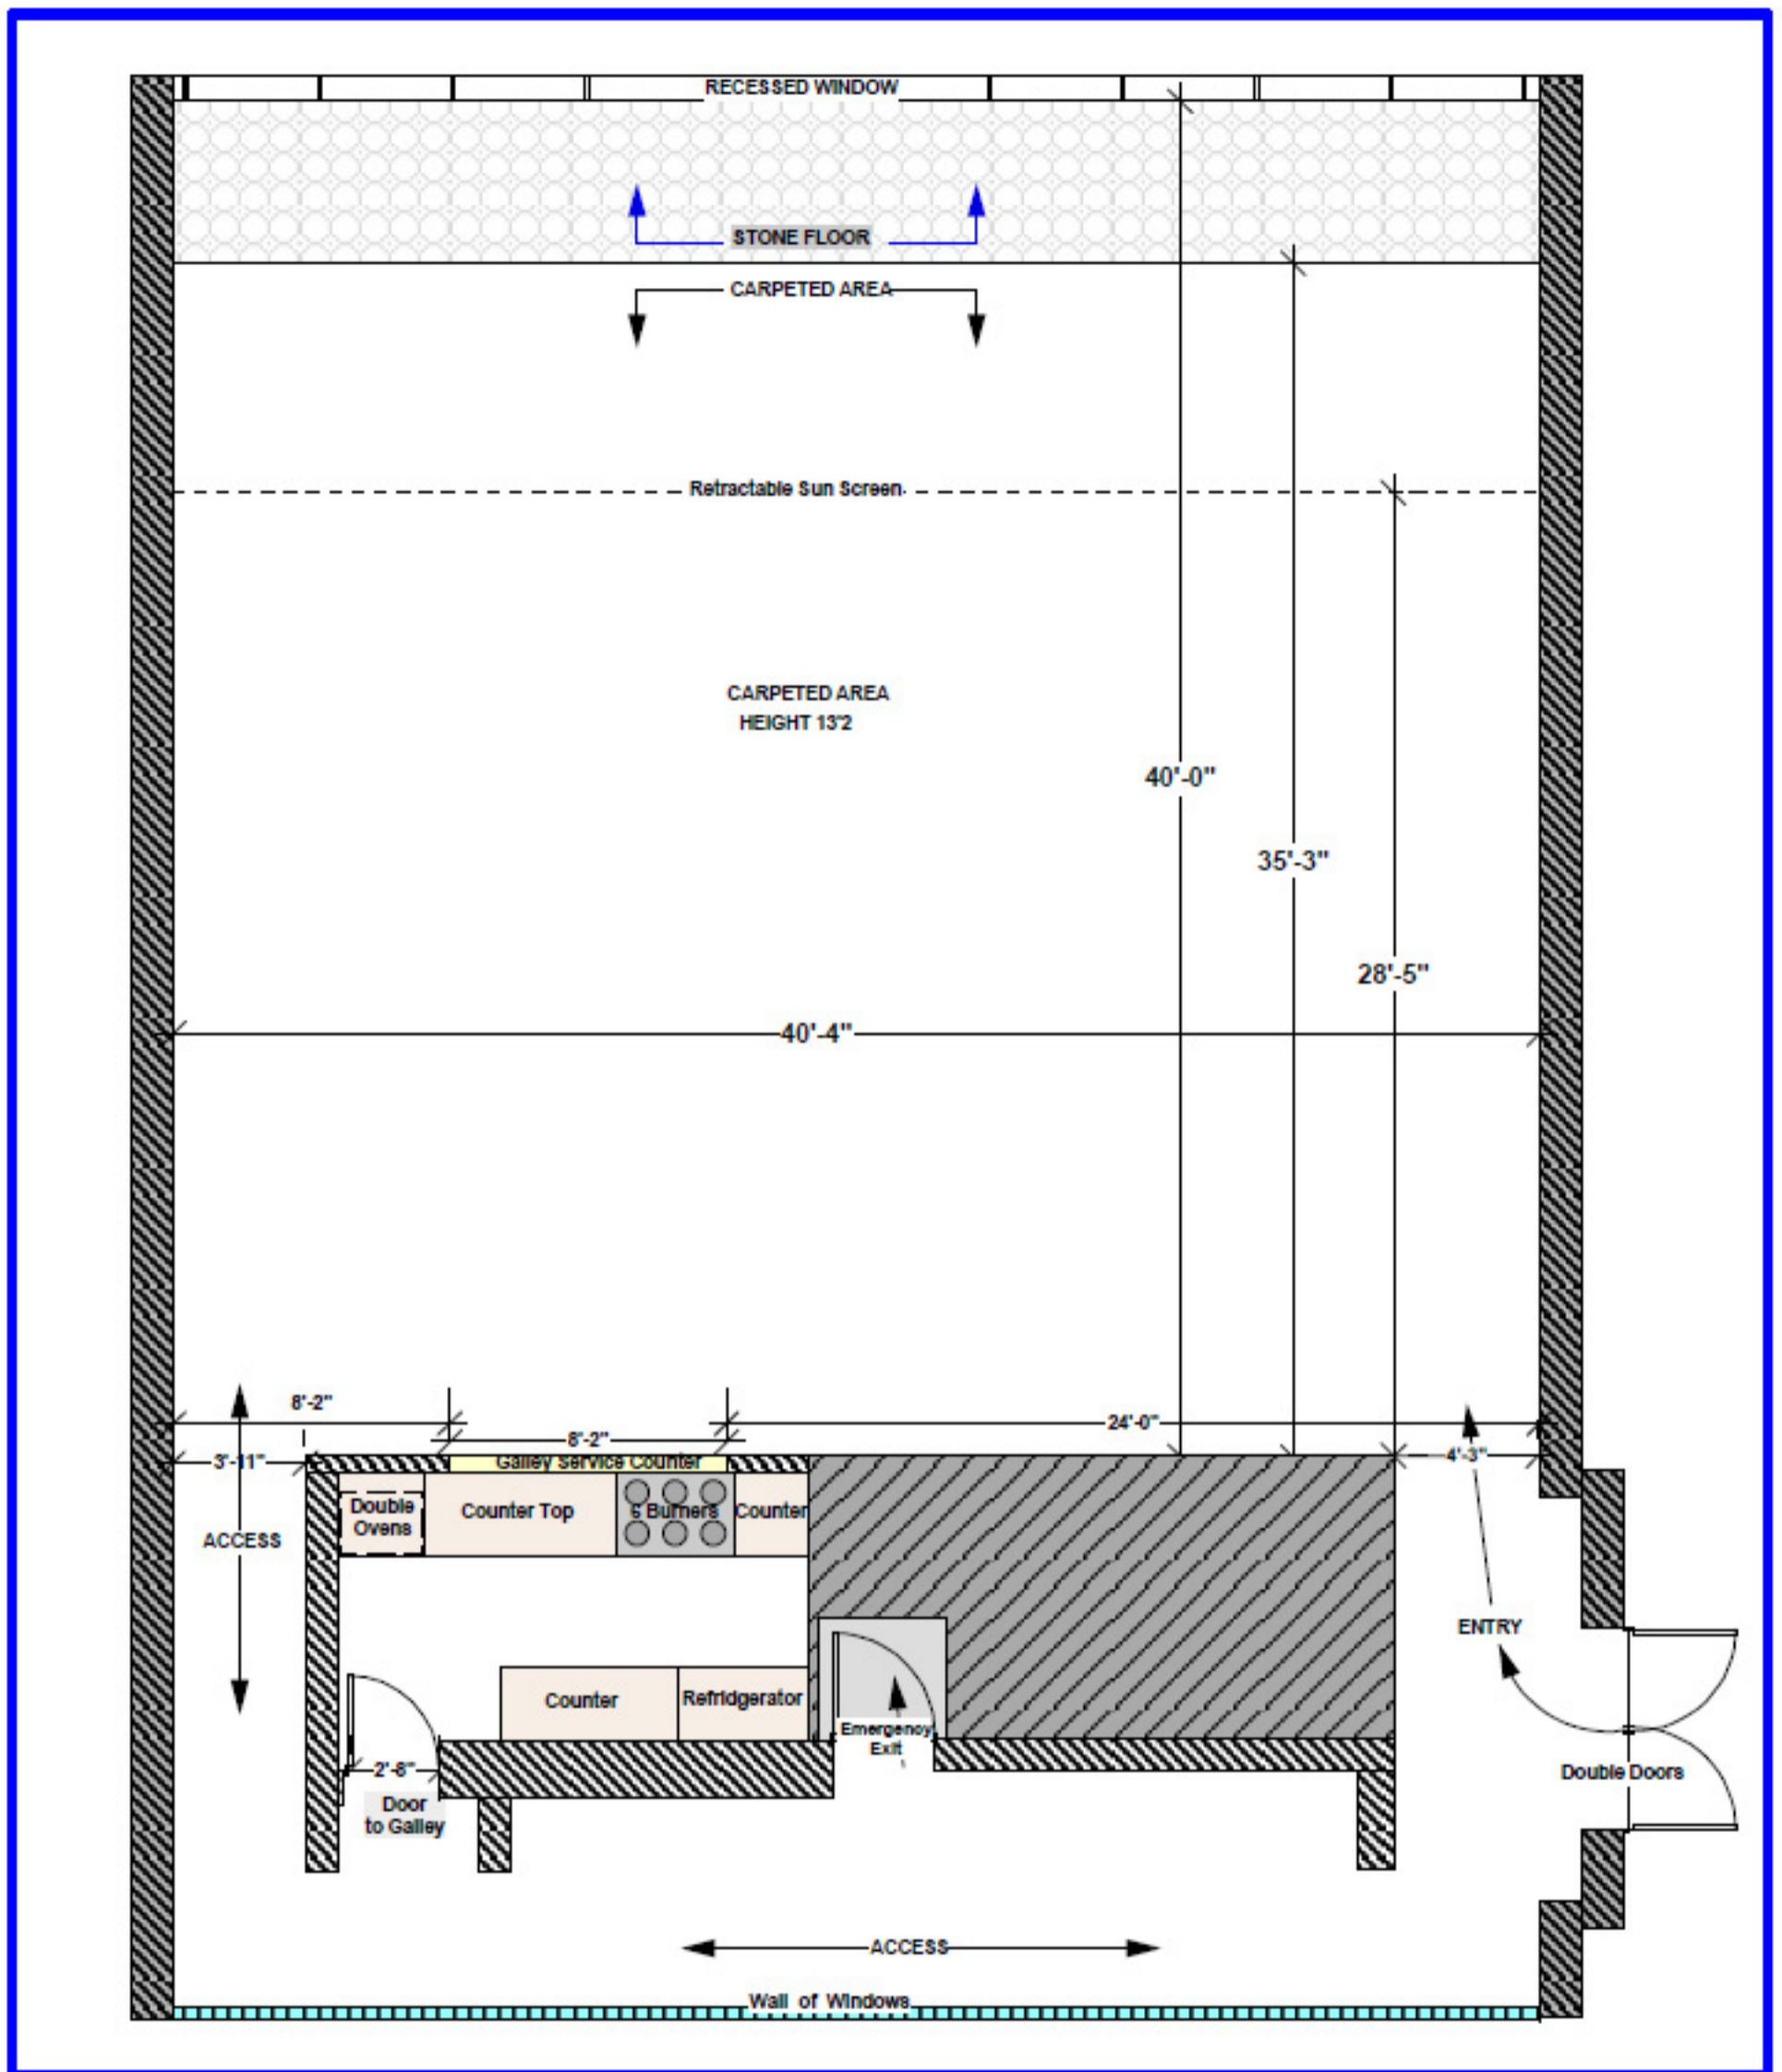 RECESSED WINDOW
STONE FLOOR
CARPETED AREA
Retractable Sun Screen
CARPETED AREA
HEIGHT 13'2
40'-0"
35'-3"
28'-5"
40'-4"
8'-2"
24'-0"
8'-2"
3'-11"
Galley Service Counter
4'-3"
Double
Ovens
Counter Top
6 Burners
Counter
ACCESS
ENTRY
Counter
Refridgerator
Emergency
Exit
2'-8"
Double Doors
Door
to Galley
ACCESS
Wall of Windows